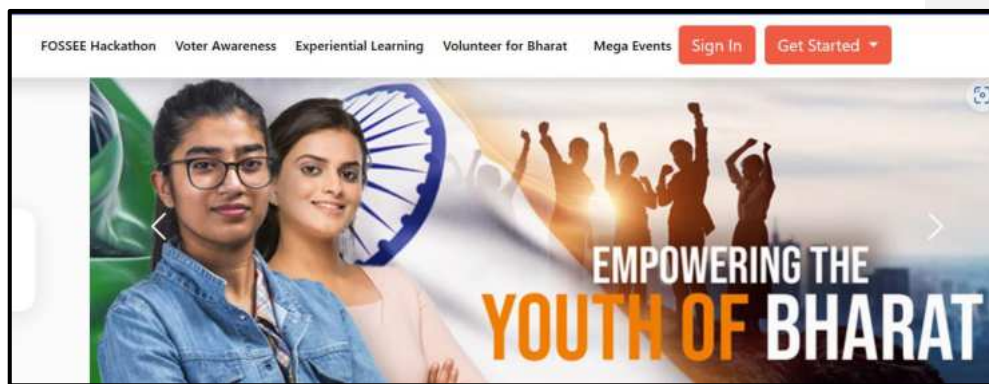 FOSSEE Hackathon Voter Awareness Experiential Learning Volunteer for Bharat Mega Events Sign In Get Started
EMPOWERING THE
YOUTH OF BHARAT